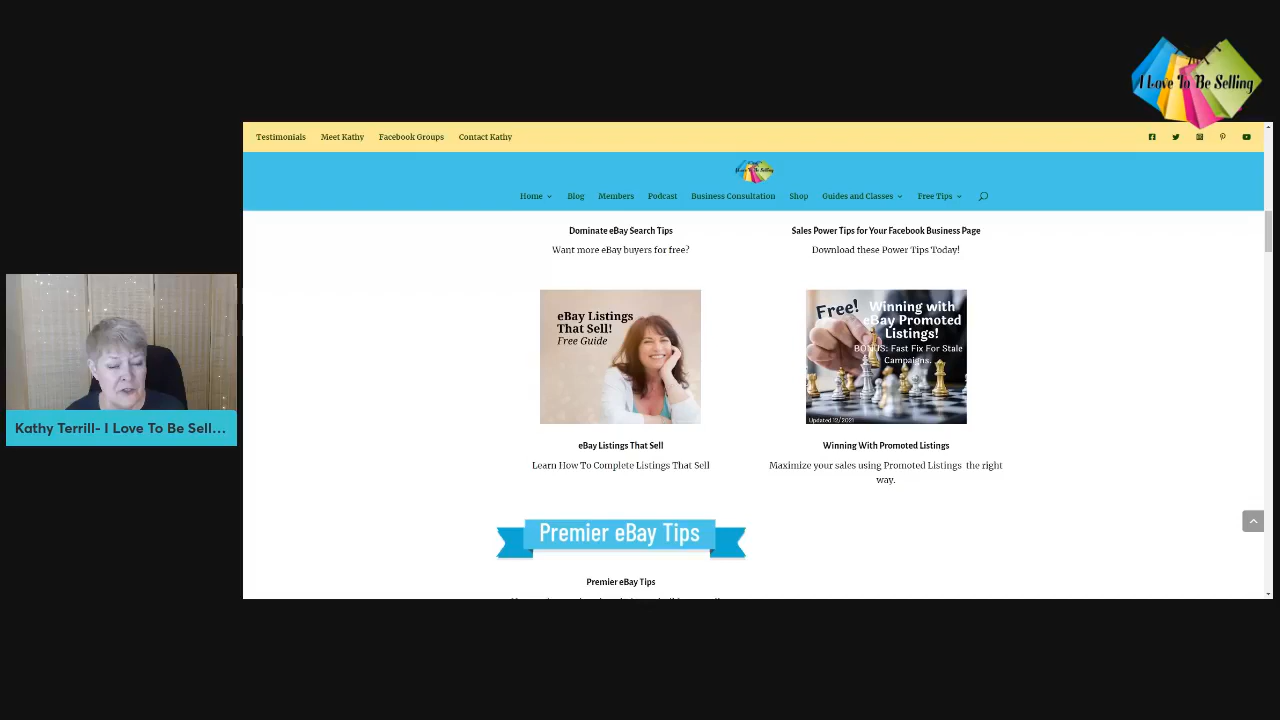 I Love To Be Selling
Testimonials Meet Kathy Facebook Groups Contact Kathy
Home Blog Members Podcast Business Consultation Shop Guides and Classes Free Tips
Dominate eBay Search Tips
Want more eBay buyers for free?
Sales Power Tips for Your Facebook Business Page
Download these Power Tips Today!
eBay Listings
That Sell!
Free Guide
eBay Listings That Sell
Learn How To Complete Listings That Sell
Free!
Winning with
eBay Promoted
Listings!
BONUS: Fast Fix For Stale
Campaigns.
Updated 12/2021
Winning With Promoted Listings
Maximize your sales using Promoted Listings the right
way.
Premier eBay Tips
Premier eBay Tips
Kathy Terrill- I Love To Be Sell...